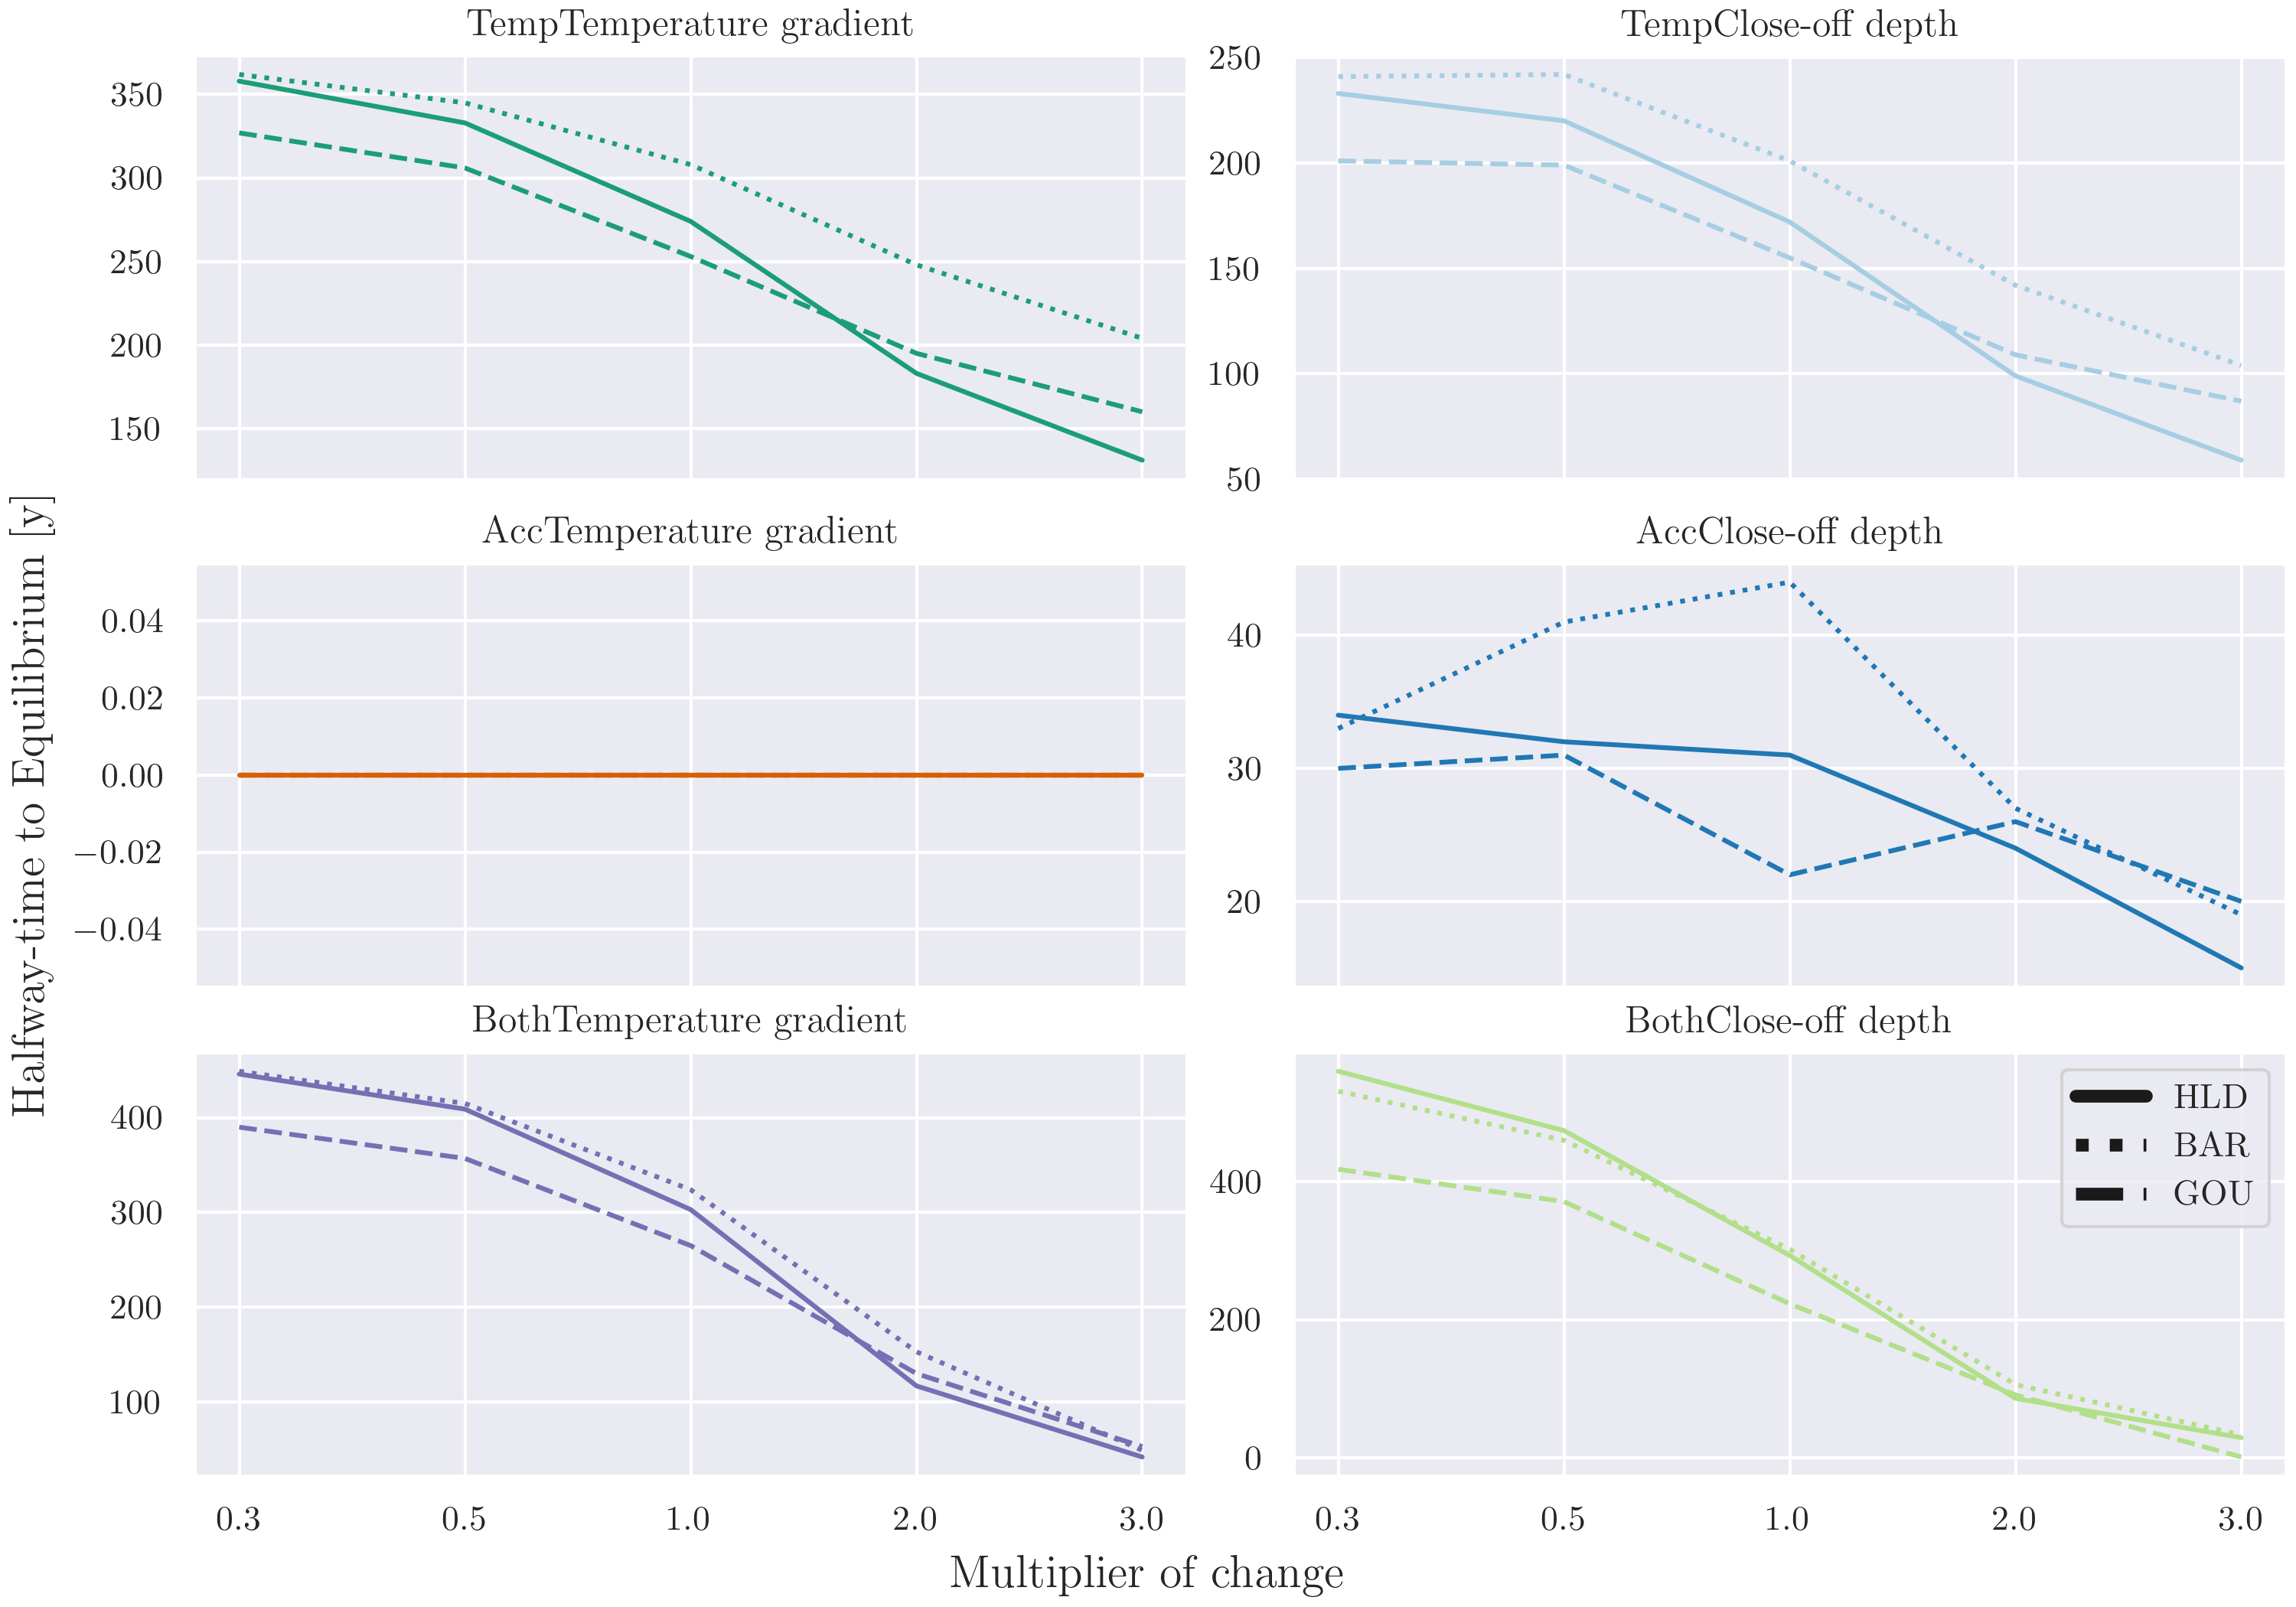 TempTemperature gradient
350
300
250
200
150
TempClose-off depth
250
200
150
100
50
Halfway-time to Equilibrium [y]
AccTemperature gradient
0.04
0.02
0.00
−0.02
−0.04
AccClose-off depth
40
30
20
BothTemperature gradient
400
300
200
100
0.3 0.5 1.0 2.0 3.0
BothClose-off depth
400
200
0
HLD
BAR
GOU
0.3 0.5 1.0 2.0 3.0
Multiplier of change